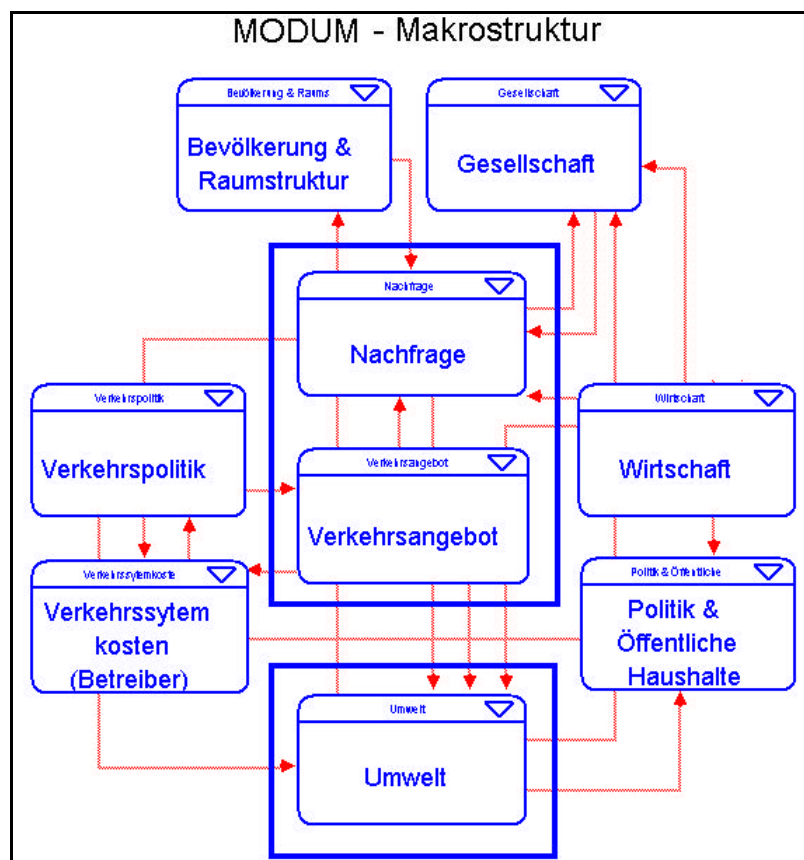 MODUM - Makrostruktur
Bevölkerung & Raums
Bevölkerung &
Raumstruktur
Gesellschaft
Gesellschaft
Nachfrage
Nachfrage
Verkehrspolitik
Verkehrspolitik
Verkehrsangebot
Verkehrsangebot
Wirtschaft
Wirtschaft
Verkehrssytemkoste
Verkehrssytem
kosten
(Betreiber)
Politik & Öffentliche
Politik &
Öffentliche
Haushalte
Umwelt
Umwelt